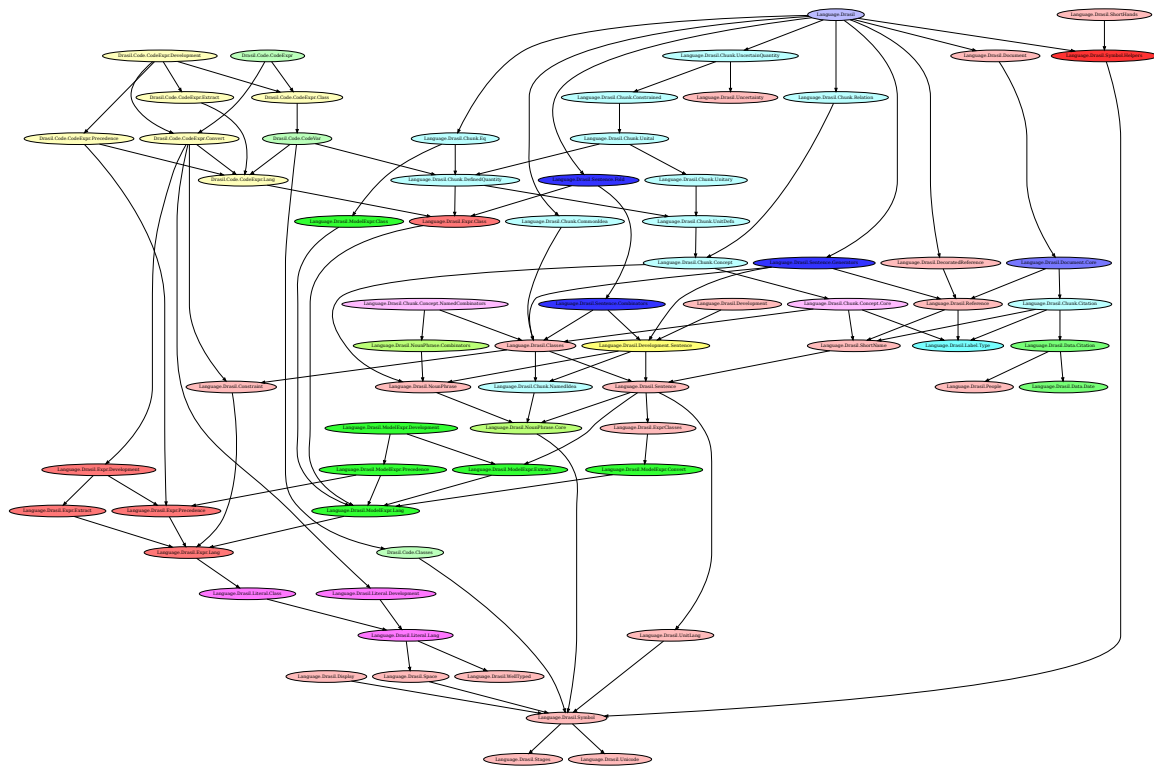 Language.Drasil
Language.Drasil.ShortHands
Drasil.Code.CodeExpr.Development
Drasil.Code.CodeExpr
Language.Drasil.Chunk.UncertainQuantity
Language.Drasil.Document
Language.Drasil.Symbol.Helpers
Drasil.Code.CodeExpr.Extract
Drasil.Code.CodeExpr.Class
Language.Drasil.Chunk.Constrained
Language.Drasil.Uncertainty
Language.Drasil.Chunk.Relation
Drasil.Code.CodeExpr.Precedence
Drasil.Code.CodeExpr.Convert
Drasil.Code.CodeVar
Language.Drasil.Chunk.Eq
Language.Drasil.Chunk.Unital
Drasil.Code.CodeExpr.Lang
Language.Drasil.Chunk.DefinedQuantity
Language.Drasil.Sentence.Fold
Language.Drasil.Chunk.Unitary
Language.Drasil.ModelExpr.Class
Language.Drasil.Expr.Class
Language.Drasil.Chunk.CommonIdea
Language.Drasil.Chunk.UnitDefn
Language.Drasil.Chunk.Concept
Language.Drasil.Sentence.Generators
Language.Drasil.DecoratedReference
Language.Drasil.Document.Core
Language.Drasil.Chunk.Concept.NamedCombinators
Language.Drasil.Sentence.Combinators
Language.Drasil.Development
Language.Drasil.Chunk.Concept.Core
Language.Drasil.Reference
Language.Drasil.Chunk.Citation
Language.Drasil.NounPhrase.Combinators
Language.Drasil.Classes
Language.Drasil.Development.Sentence
Language.Drasil.ShortName
Language.Drasil.Label.Type
Language.Drasil.Data.Citation
Language.Drasil.Constraint
Language.Drasil.NounPhrase
Language.Drasil.Chunk.NamedIdea
Language.Drasil.Sentence
Language.Drasil.People
Language.Drasil.Data.Date
Language.Drasil.ModelExpr.Development
Language.Drasil.NounPhrase.Core
Language.Drasil.ExprClasses
Language.Drasil.Expr.Development
Language.Drasil.ModelExpr.Precedence
Language.Drasil.ModelExpr.Extract
Language.Drasil.ModelExpr.Convert
Language.Drasil.Expr.Extract
Language.Drasil.Expr.Precedence
Language.Drasil.ModelExpr.Lang
Language.Drasil.Expr.Lang
Drasil.Code.Classes
Language.Drasil.Literal.Class
Language.Drasil.Literal.Development
Language.Drasil.Literal.Lang
Language.Drasil.UnitLang
Language.Drasil.Display
Language.Drasil.Space
Language.Drasil.WellTyped
Language.Drasil.Symbol
Language.Drasil.Stages
Language.Drasil.Unicode